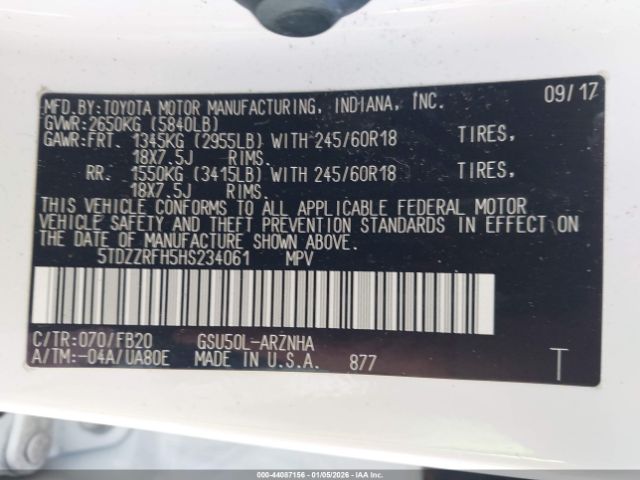 MFD.BY:TOYOTA MOTOR MANUFACTURING, INDIANA, INC. 09/17
GVWR:2650KG (5840LB)
GAWR:FRT. 1345KG (2955LB) WITH 245/60R18 TIRES,
18X7.5J RIMS.
RR. 1550KG (3415LB) WITH 245/60R18 TIRES,
18X7.5J RIMS.
THIS VEHICLE CONFORMS TO ALL APPLICABLE FEDERAL MOTOR
VEHICLE SAFETY AND THEFT PREVENTION STANDARDS IN EFFECT ON
THE DATE OF MANUFACTURE SHOWN ABOVE.
5TDZZRFH5HS234061 MPV
C/TR:070/FB20 GSU50L-ARZNHA
A/TM:-04A/UA80E MADE IN U.S.A. 877 T
000-44087156 - 01/05/2026 - IAAI.COM